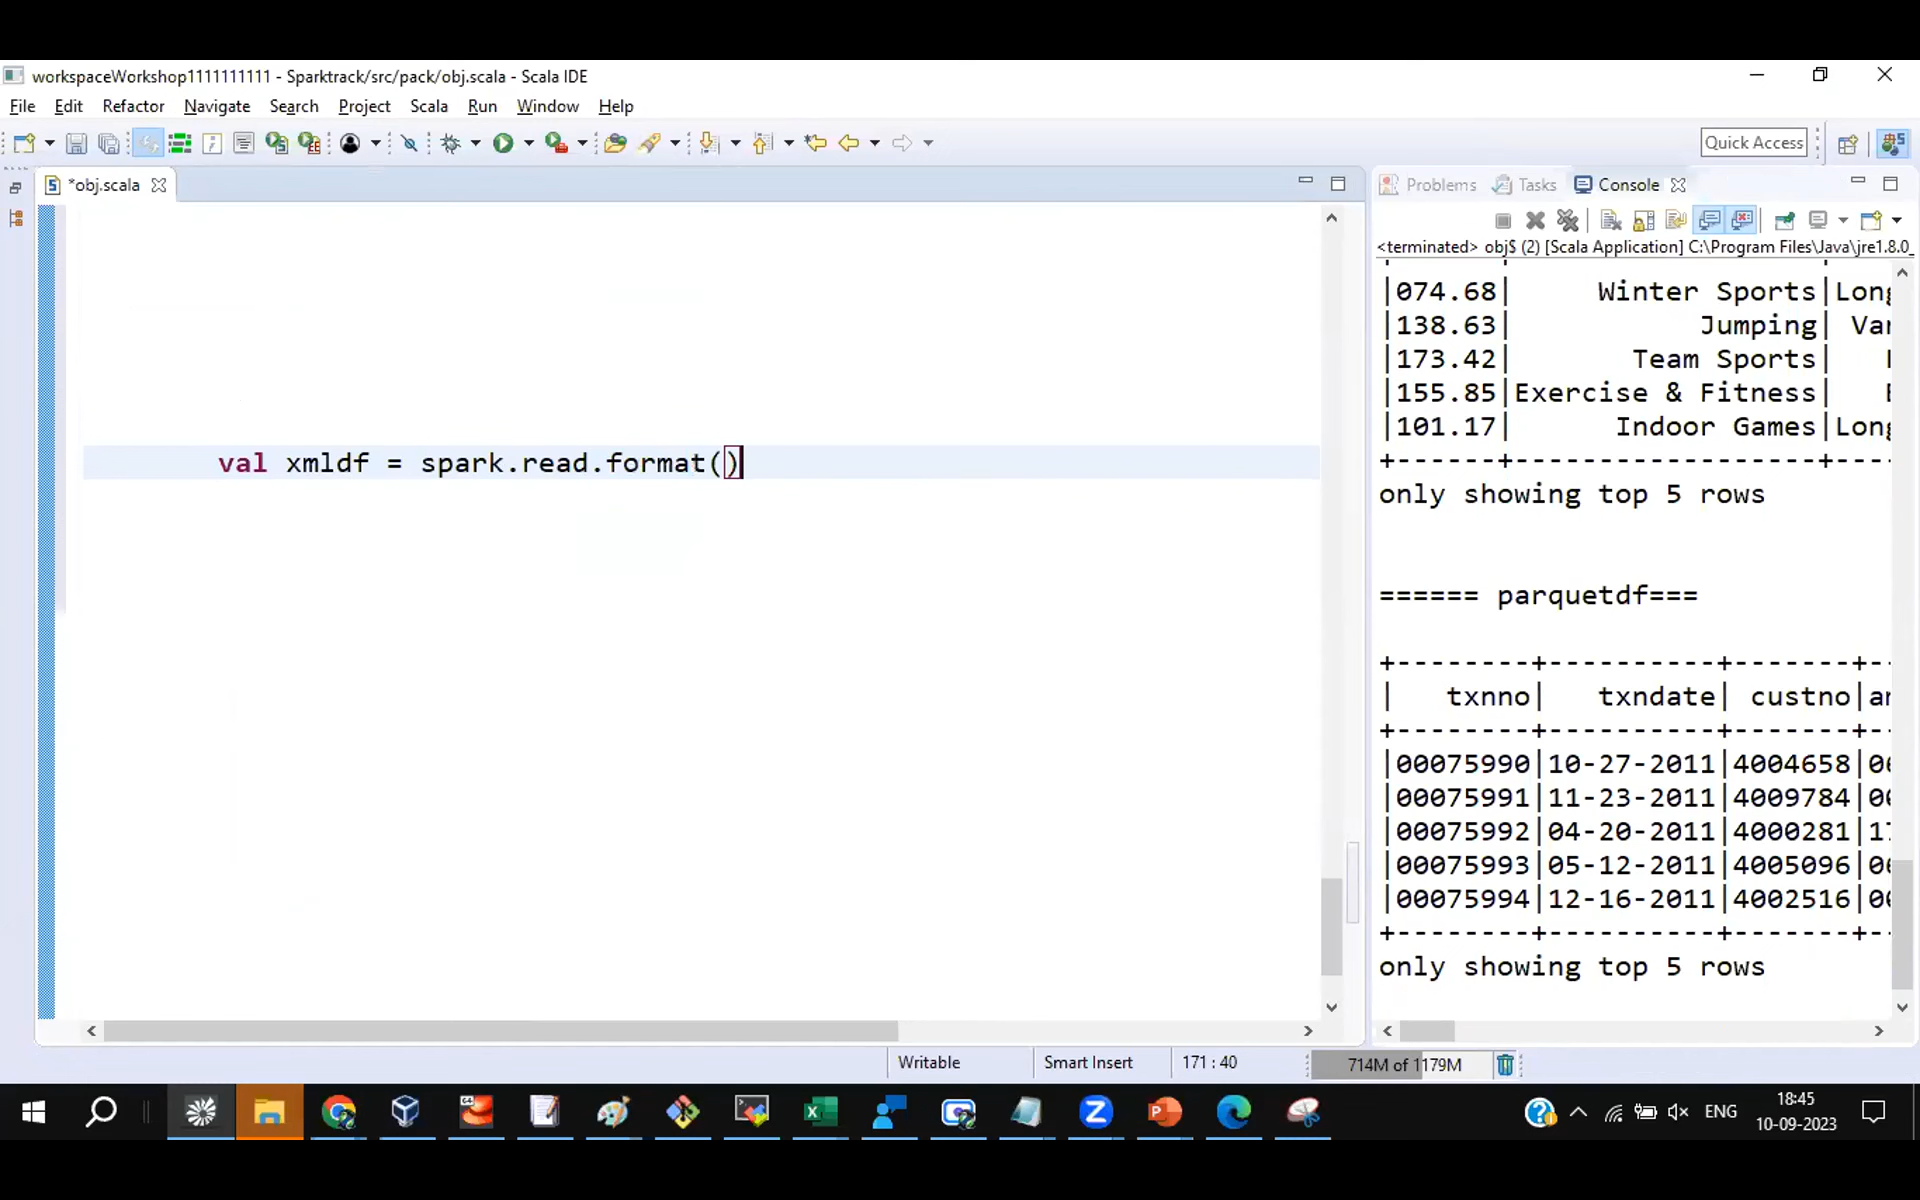 workspaceWorkshop1111111111 - Sparktrack/src/pack/obj.scala - Scala IDE
File Edit Refactor Navigate Search Project Scala Run Window Help
Quick Access
*obj.scala
val xmldf = spark.read.format()
Problems Tasks Console
<terminated> obj$ (2) [Scala Application] C:\Program Files\Java\jre1.8.0_
|074.68| Winter Sports|Long
|138.63| Jumping| Var
|173.42| Team Sports|
|155.85|Exercise & Fitness|
|101.17| Indoor Games|Long
+------+------------------+----
only showing top 5 rows
====== parquetdf===
+--------+----------+-------+--
| txnno| txndate| custno|
+--------+----------+-------+--
|00075990|10-27-2011|4004658|
|00075991|11-23-2011|4009784|
|00075992|04-20-2011|4000281|
|00075993|05-12-2011|4005096|
|00075994|12-16-2011|4002516|
+--------+----------+-------+--
only showing top 5 rows
Writable Smart Insert 171 : 40 714M of 1179M
ENG
18:45
10-09-2023